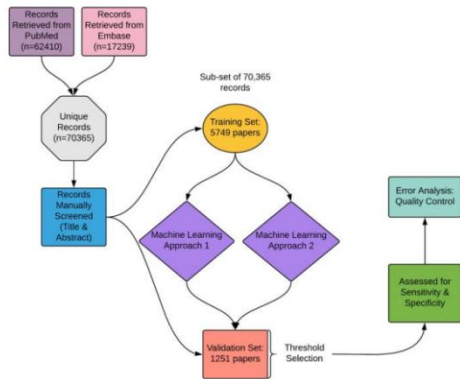 Records
Retrieved from
PubMed
(n=62410)
Records
Retrieved from
Embase
(n=17239)
Unique
Records
(n=70365)
Records
Manually
Screened
(Title &
Abstract)
Sub-set of 70,365
records
Training Set:
5749 papers
Machine Learning
Approach 1
Machine Learning
Approach 2
Validation Set:
1251 papers
Threshold
Selection
Assessed for
Sensitivity &
Specificity
Error Analysis:
Quality Control